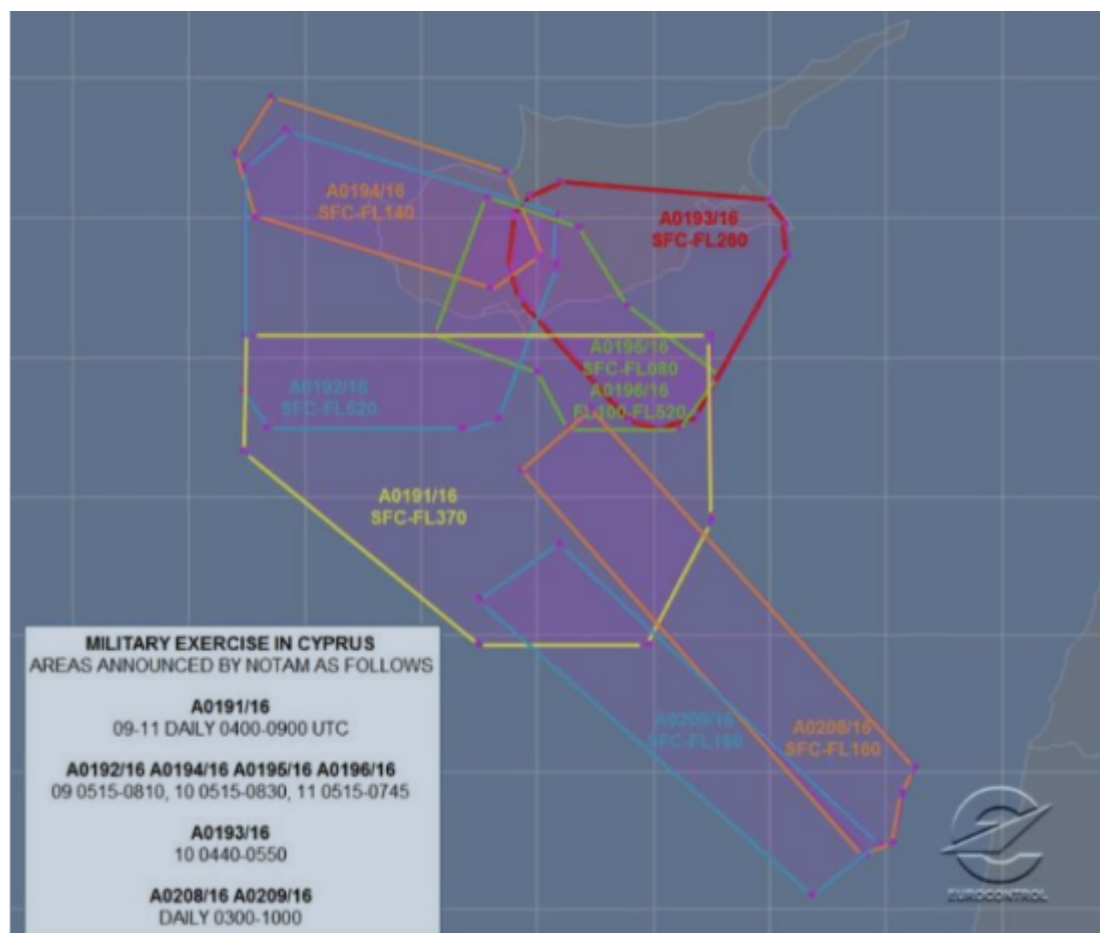 A0194/16
SFC-FL140
A0193/16
SFC-FL260
A0195/16
SFC-FL080
A0196/16
FL100-FL520
A0192/16
SFC-FL520
A0191/16
SFC-FL370
A0209/16
SFC-FL160
A0208/16
SFC-FL160
MILITARY EXERCISE IN CYPRUS
AREAS ANNOUNCED BY NOTAM AS FOLLOWS
A0191/16
09-11 DAILY 0400-0900 UTC
A0192/16 A0194/16 A0195/16 A0196/16
09 0515-0810, 10 0515-0830, 11 0515-0745
A0193/16
10 0440-0550
A0208/16 A0209/16
DAILY 0300-1000
EUROCONTROL